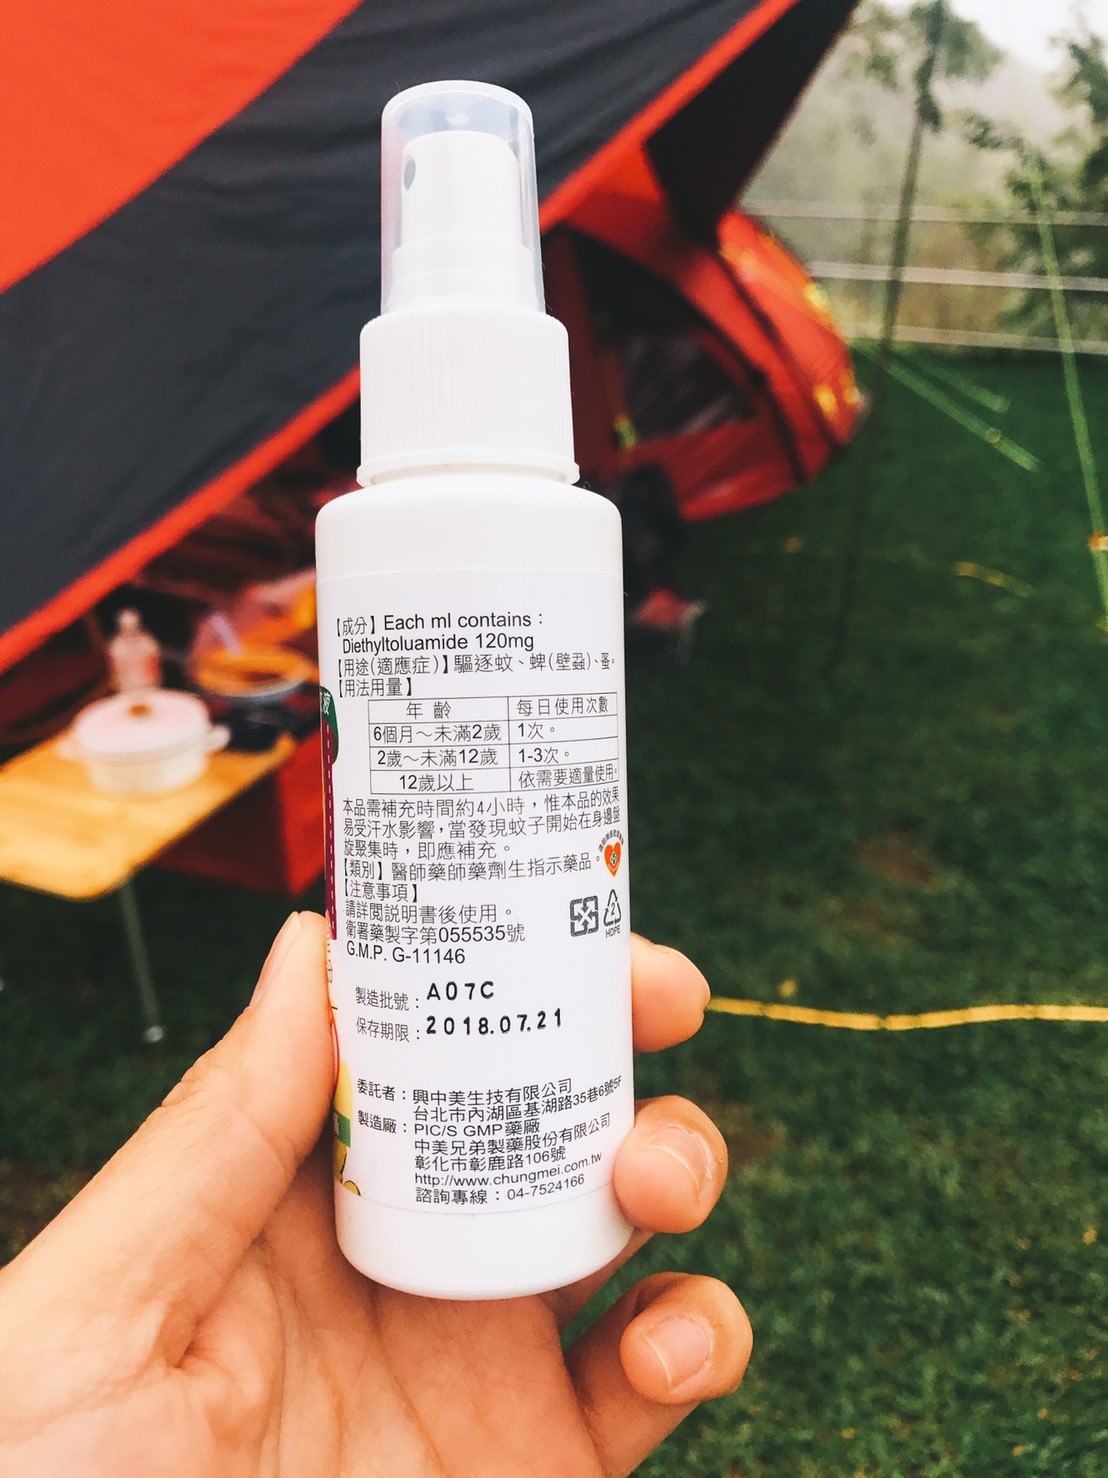 【成分】Each ml contains：
Diethyltoluamide 120mg
【用途(適應症)】驅逐蚊、蜱(壁蝨)、蚤。
【用法用量】
年 齡 每日使用次數
6個月～未滿2歲 1次。
2歲～未滿12歲 1-3次。
12歲以上 依需要適量使用。
本品需補充時間約4小時，惟本品的效果
易受汗水影響，當發現蚊子開始在身邊盤
旋聚集時，即應補充。
【類別】醫師藥師藥劑生指示藥品。
【注意事項】
請詳閱説明書後使用。
衛署藥製字第055535號
G.M.P. G-11146
2
HDPE
製造批號：A07C
保存期限：2018.07.21
委託者：興中美生技有限公司
台北市內湖區基湖路35巷6號5F
製造廠：PIC/S GMP藥廠
中美兄弟製藥股份有限公司
彰化市彰鹿路106號
http://www.chungmei.com.tw
諮詢專線：04-7524166
液